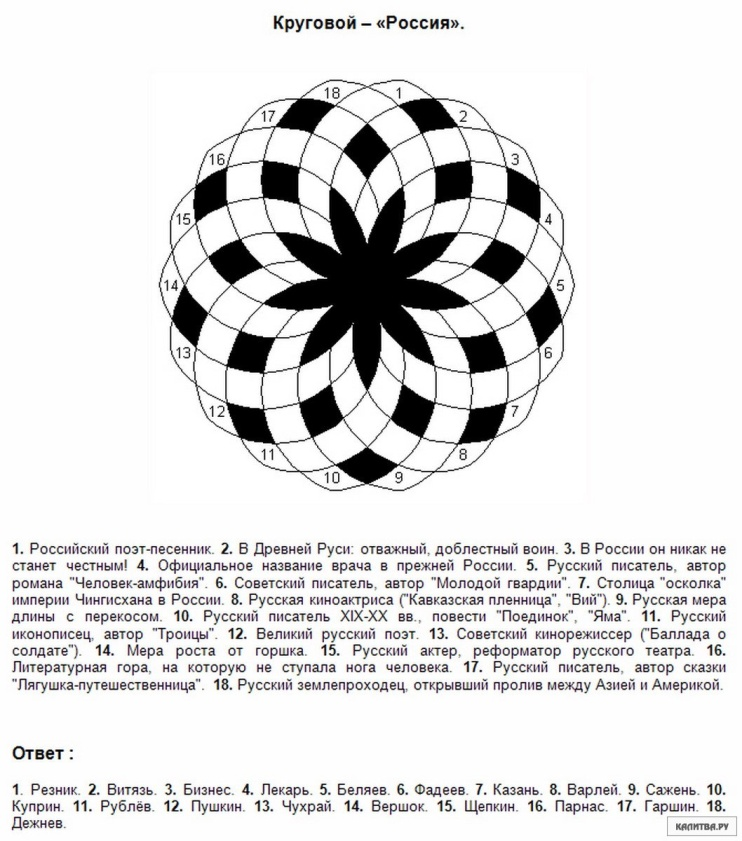 Круговой – «Россия».
18 1
17 2
16 3
15 4
14 5
13 6
12 7
11 8
10 9
1. Российский поэт-песенник. 2. В Древней Руси: отважный, доблестный воин. 3. В России он никак не
станет честным! 4. Официальное название врача в прежней России. 5. Русский писатель, автор
романа "Человек-амфибия". 6. Советский писатель, автор "Молодой гвардии". 7. Столица "осколка"
империи Чингисхана в России. 8. Русская киноактриса ("Кавказская пленница", "Вий"). 9. Русская мера
длины с перекосом. 10. Русский писатель XIX-XX вв., повести "Поединок", "Яма". 11. Русский
иконописец, автор "Троицы". 12. Великий русский поэт. 13. Советский кинорежиссер ("Баллада о
солдате"). 14. Мера роста от горшка. 15. Русский актер, реформатор русского театра. 16.
Литературная гора, на которую не ступала нога человека. 17. Русский писатель, автор сказки
"Лягушка-путешественница". 18. Русский землепроходец, открывший пролив между Азией и Америкой.
Ответ :
1. Резник. 2. Витязь. 3. Бизнес. 4. Лекарь. 5. Беляев. 6. Фадеев. 7. Казань. 8. Варлей. 9. Сажень. 10.
Куприн. 11. Рублёв. 12. Пушкин. 13. Чухрай. 14. Вершок. 15. Щепкин. 16. Парнас. 17. Гаршин. 18.
Дежнев.
КАЛИТВА.РУ